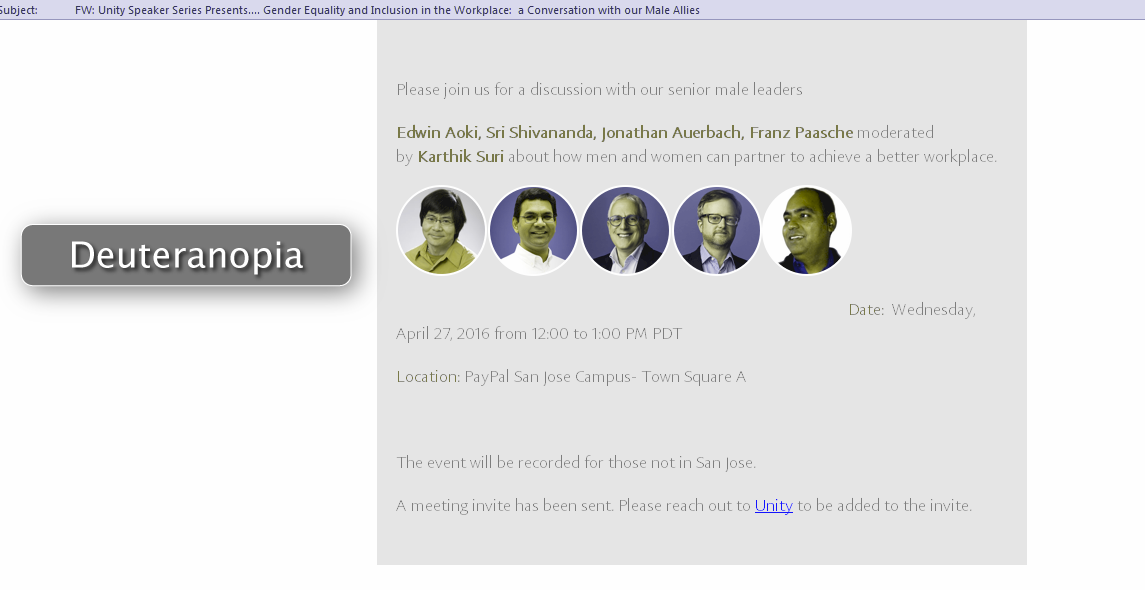 Subject: FW: Unity Speaker Series Presents.... Gender Equality and Inclusion in the Workplace: a Conversation with our Male Allies
Please join us for a discussion with our senior male leaders
Edwin Aoki, Sri Shivananda, Jonathan Auerbach, Franz Paasche moderated
by Karthik Suri about how men and women can partner to achieve a better workplace.
Deuteranopia
Date: Wednesday,
April 27, 2016 from 12:00 to 1:00 PM PDT
Location: PayPal San Jose Campus- Town Square A
The event will be recorded for those not in San Jose.
A meeting invite has been sent. Please reach out to Unity to be added to the invite.